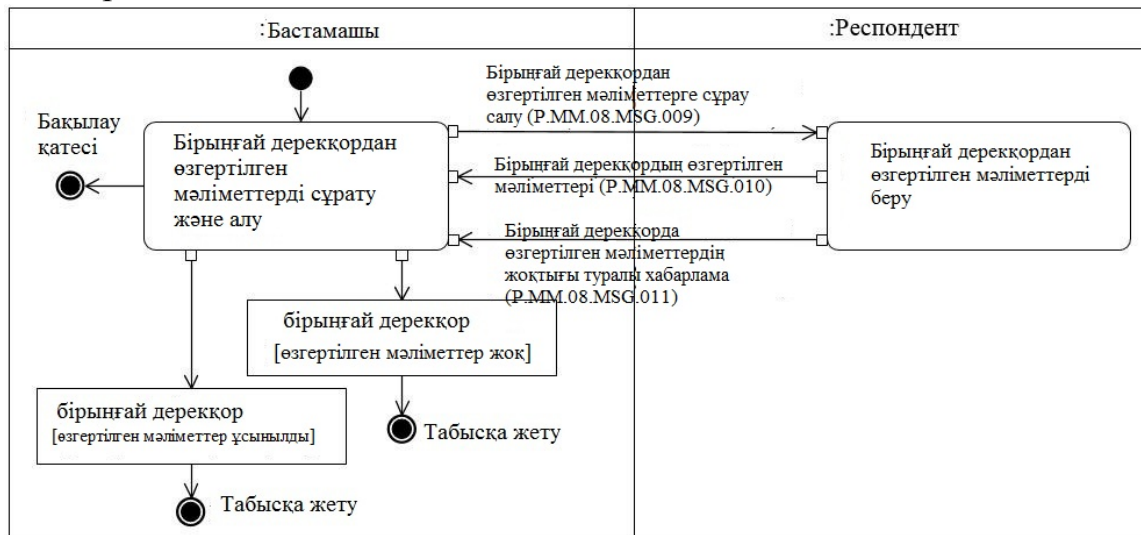 :Бастамашы
:Респондент
Бірыңғай дерекқордан
өзгертілген мәліметтерге сұрау
салу (P.MM.08.MSG.009)
Бақылау
қатесі
Бірыңғай дерекқордан
өзгертілген
мәліметтерді сұрату
және алу
Бірыңғай дерекқордың өзгертілген
мәліметтері (P.MM.08.MSG.010)
Бірыңғай дерекқордан
өзгертілген мәліметтерді
беру
Бірыңғай дерекқорда
өзгертілген мәліметтердің
жоқтығы туралы хабарлама
(P.MM.08.MSG.011)
бірыңғай дерекқор
[өзгертілген мәліметтер жоқ]
бірыңғай дерекқор
[өзгертілген мәліметтер ұсынылды]
Табысқа жету
Табысқа жету